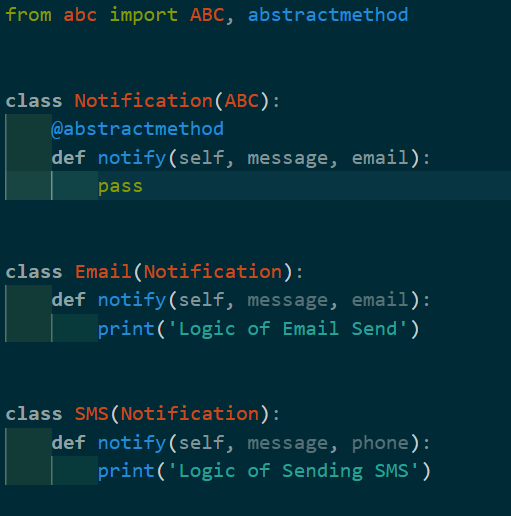 from abc import ABC, abstractmethod
class Notification(ABC):
    @abstractmethod
    def notify(self, message, email):
        pass
class Email(Notification):
    def notify(self, message, email):
        print('Logic of Email Send')
class SMS(Notification):
    def notify(self, message, phone):
        print('Logic of Sending SMS')